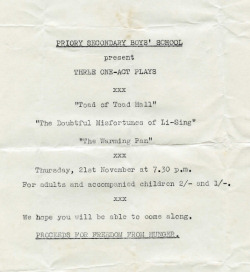 PRIORY SECONDARY BOYS' SCHOOL
present
THREE ONE-ACT PLAYS
xxx
"Toad of Toad Hall"
"The Doubtful Misfortunes of Li-Sing"
"The Warming Pan"
xxx
Thursday, 21st November at 7.30 p.m.
For adults and accompanied children 2/- and 1/-.
xxx
We hope you will be able to come along.
PROCEEDS FOR FREEDOM FROM HUNGER.